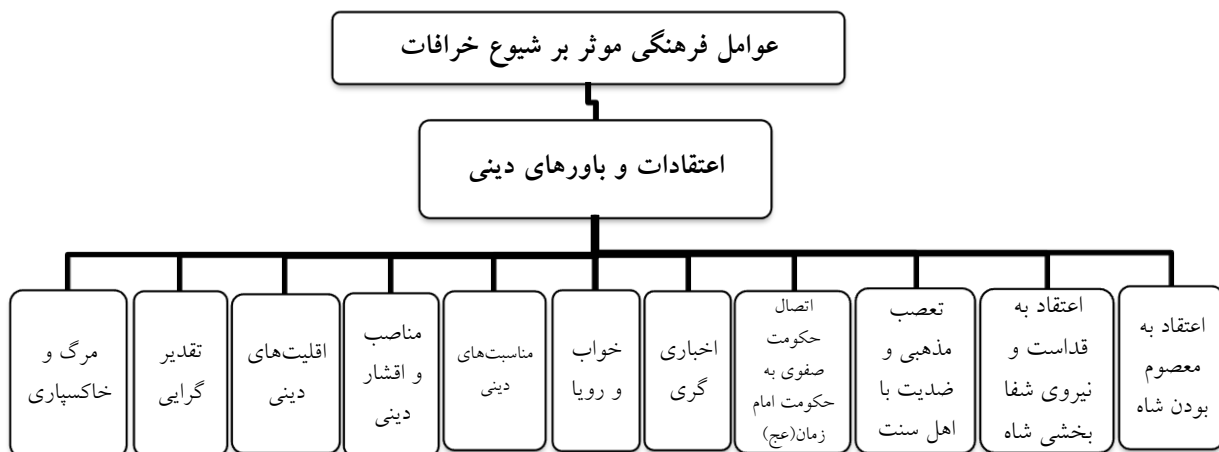 عوامل فرهنگی موثر بر شیوع خرافات
اعتقادات و باورهای دینی
اعتقاد به
معصوم
بودن شاه
اعتقاد به
قداست و
نیروی شفا
بخشی شاه
تعصب
مذهبی و
ضدیت با
اهل سنت
اتصال
حکومت
صفوی به
حکومت امام
زمان(عج)
اخباری
گری
خواب
و رویا
مناسبت‌های
دینی
مناصب
و اقشار
دینی
اقلیت‌های
دینی
تقدیر
گرایی
مرگ و
خاکسپاری